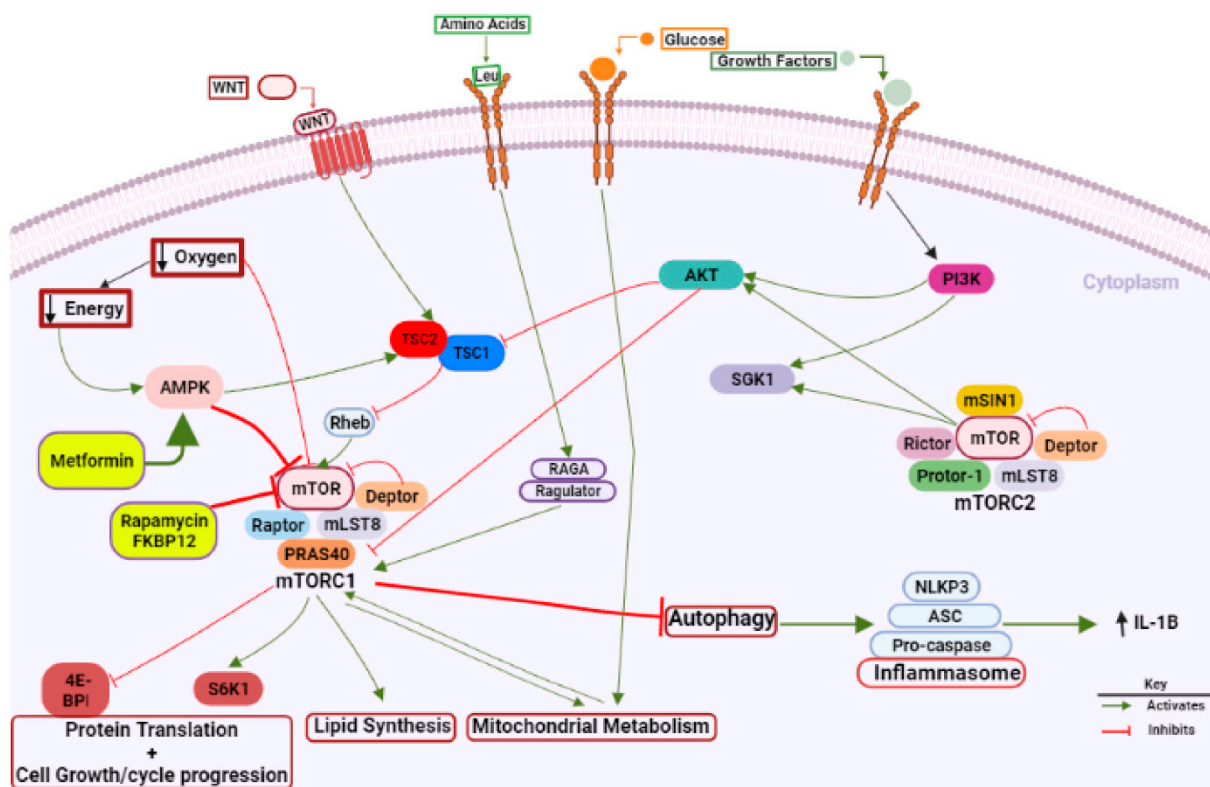 Amino Acids
Glucose
Growth Factors
WNT
Leu
WNT
Oxygen
Energy
AKT
PI3K
Cytoplasm
TSC2
TSC1
AMPK
SGK1
mSIN1
Rheb
Rictor
mTOR
Deptor
Metformin
RAGA
Ragulator
Protor-1
mLST8
mTORC2
mTOR
Deptor
Rapamycin
FKBP12
Raptor
mLST8
PRAS40
mTORC1
NLKP3
ASC
Pro-caspase
Inflammasome
Autophagy
IL-1B
4E-
BPI
S6K1
Lipid Synthesis
Mitochondrial Metabolism
Protein Translation
+
Cell Growth/cycle progression
Key
Activates
Inhibits